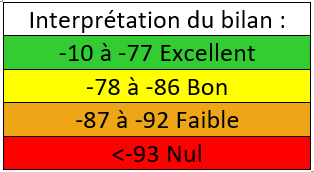 Interprétation du bilan :
-10 à -77 Excellent
-78 à -86 Bon
-87 à -92 Faible
<-93 Nul